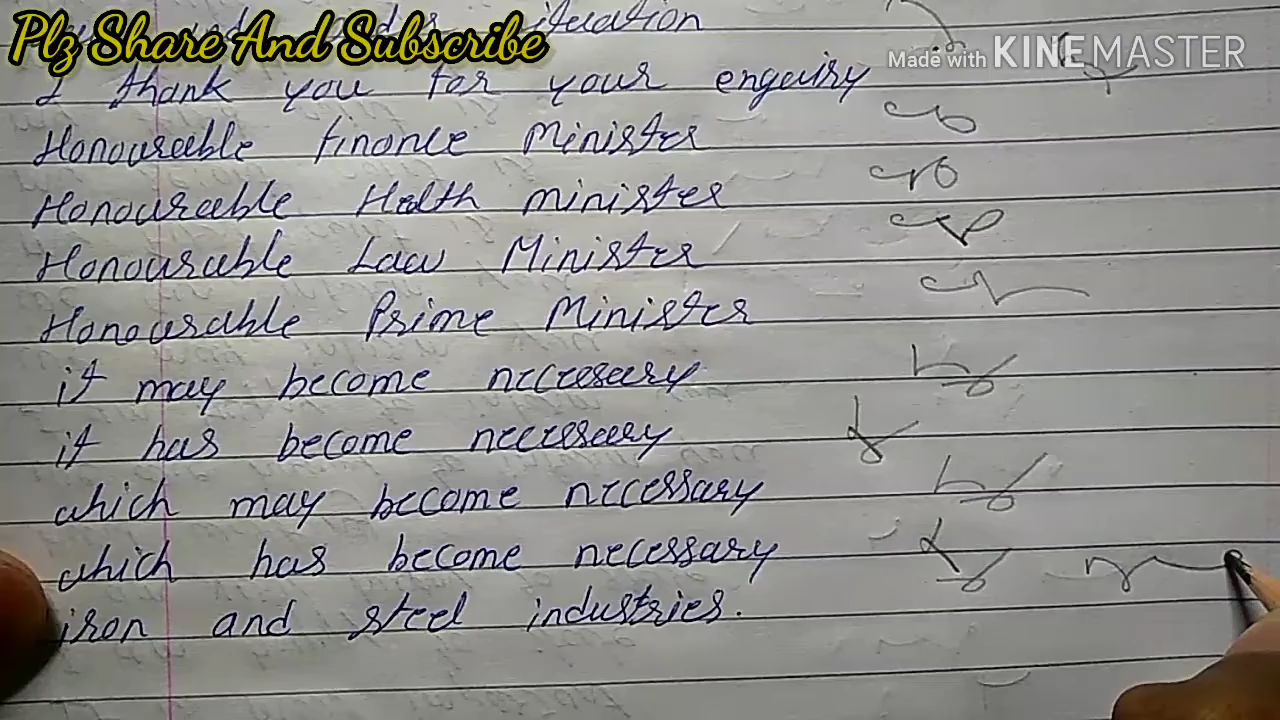 Plz Share And Subscribe
situation
Made with KINEMASTER
I thank you for your enquiry
Honourable finance Minister
Honourable Helth minister
Honourable Law Minister
Honourable Prime Minister
it may become necessary
it has become necessary
which may become necessary
which has become necessary
iron and steel industries.